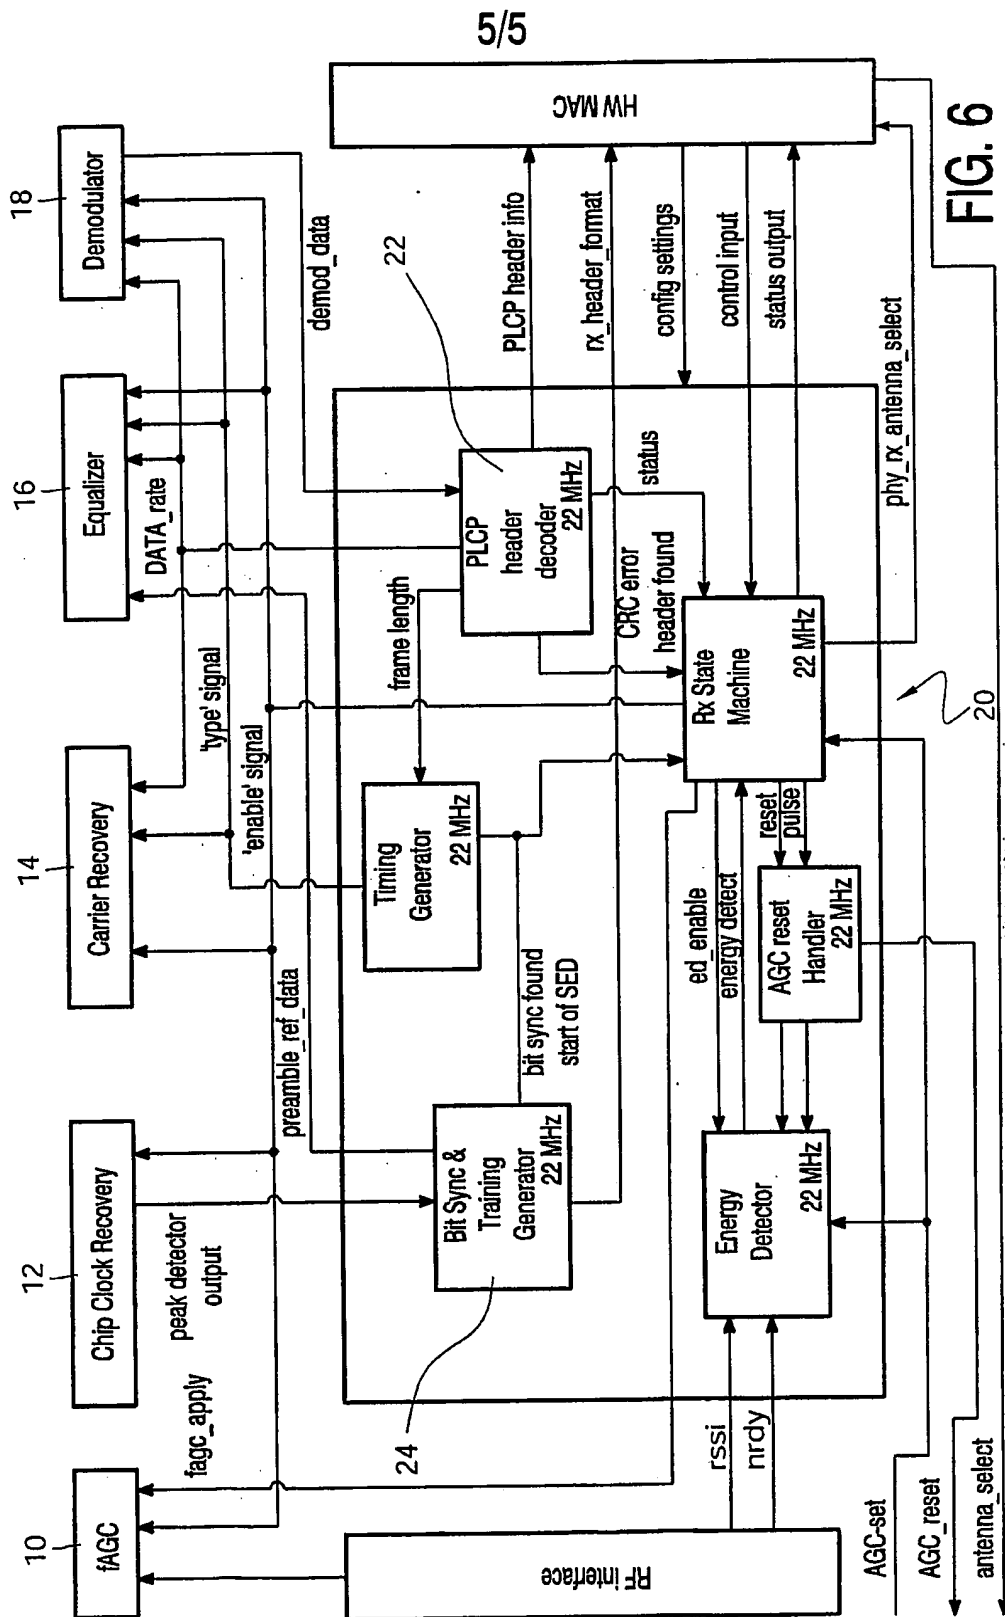 5/5
10
fAGC
12
Chip Clock Recovery
14
Carrier Recovery
16
Equalizer
18
Demodulator
fagc_apply
peak detector
output
preamble_ref_data
'enable' signal
'type' signal
DATA_rate
demod_data
24
Bit Sync &
Training
Generator
22 MHz
Timing
Generator
22 MHz
frame length
PLCP
header
decoder
22 MHz
22
bit sync found
start of SED
CRC error
header found
status
PLCP header info
rx_header_format
config settings
control input
status output
phy_rx_antenna_select
HW MAC
RF interface
rssi
nrdy
Energy
Detector
22 MHz
ed_enable
energy detect
AGC reset
Handler
22 MHz
reset
pulse
Rx State
Machine
22 MHz
20
AGC-set
AGC_reset
antenna_select
FIG. 6